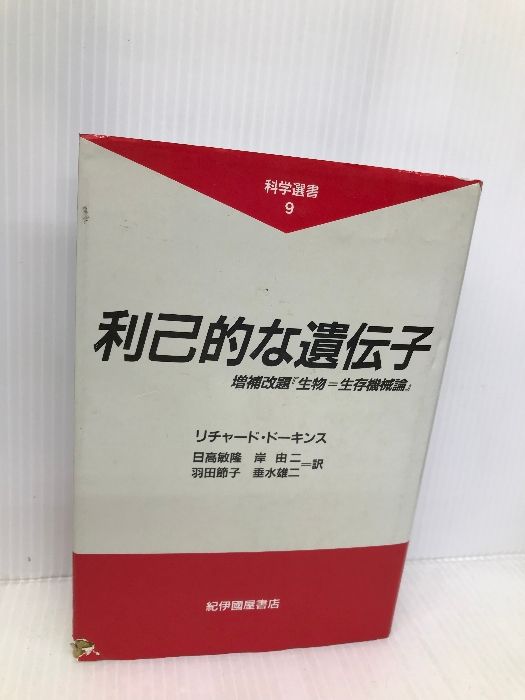 科学選書
9
利己的な遺伝子
増補改題『生物=生存機械論』
リチャード・ドーキンス
日高敏隆 岸 由二
羽田節子 垂水雄二=訳
紀伊國屋書店